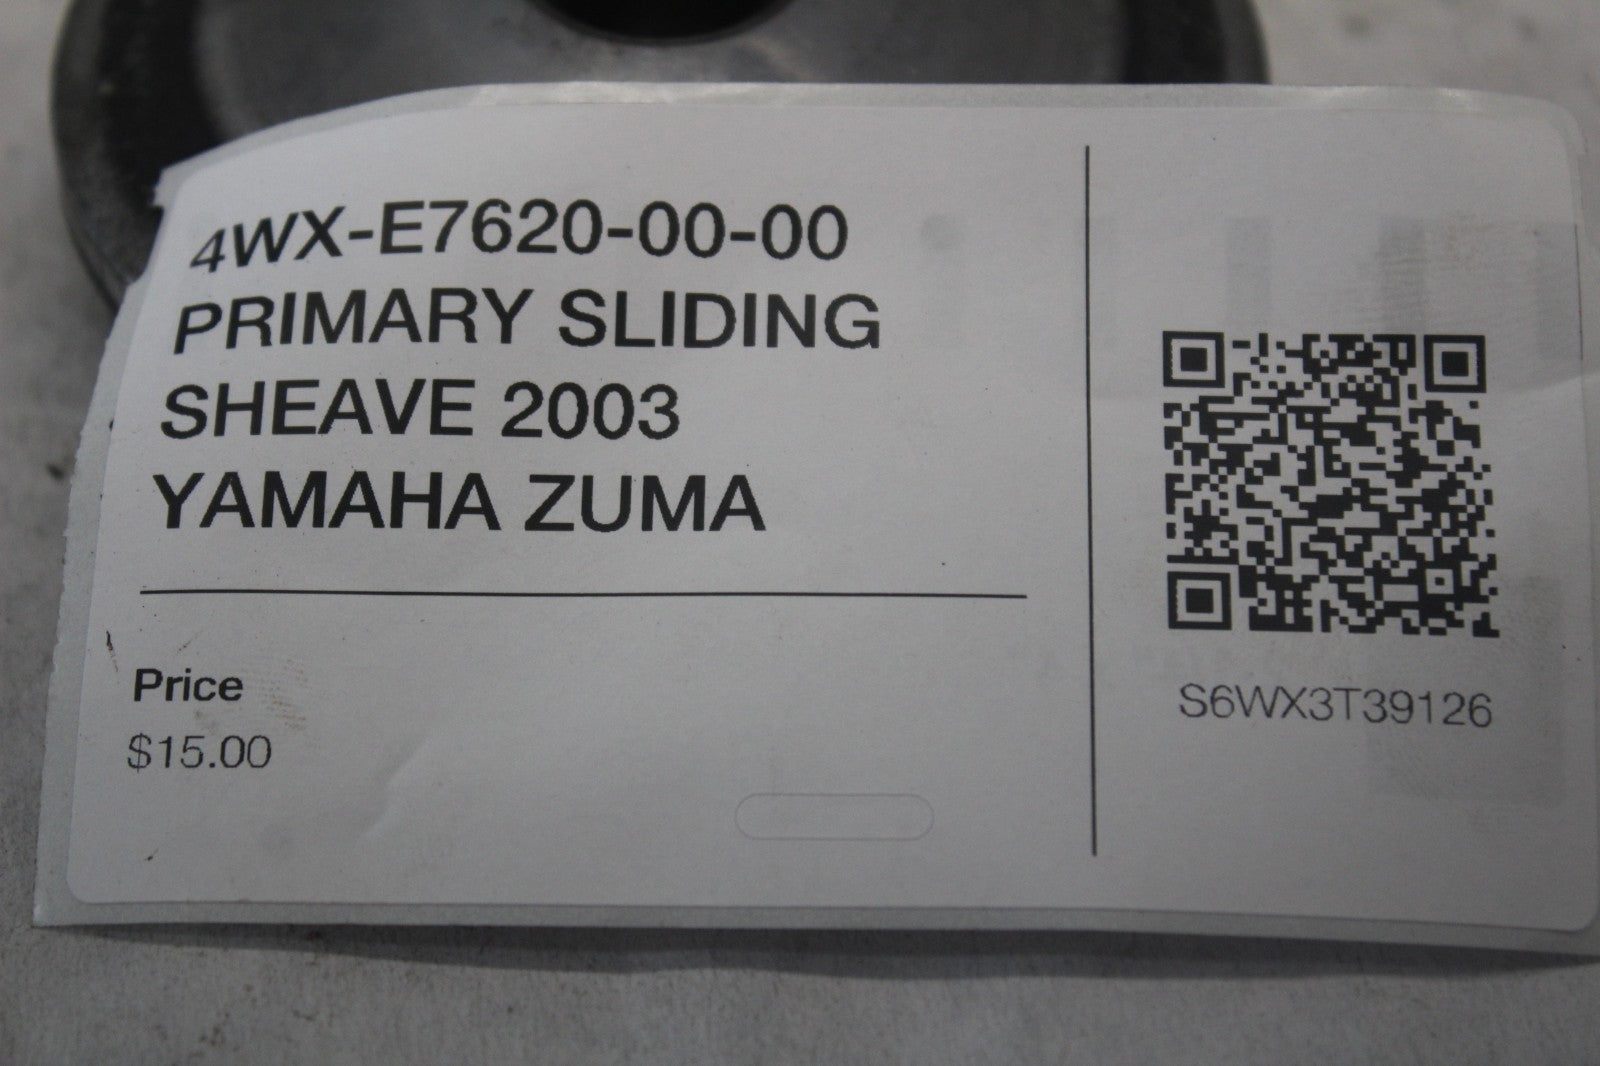 4WX-E7620-00-00
PRIMARY SLIDING
SHEAVE 2003
YAMAHA ZUMA
Price
$15.00
S6WX3T39126